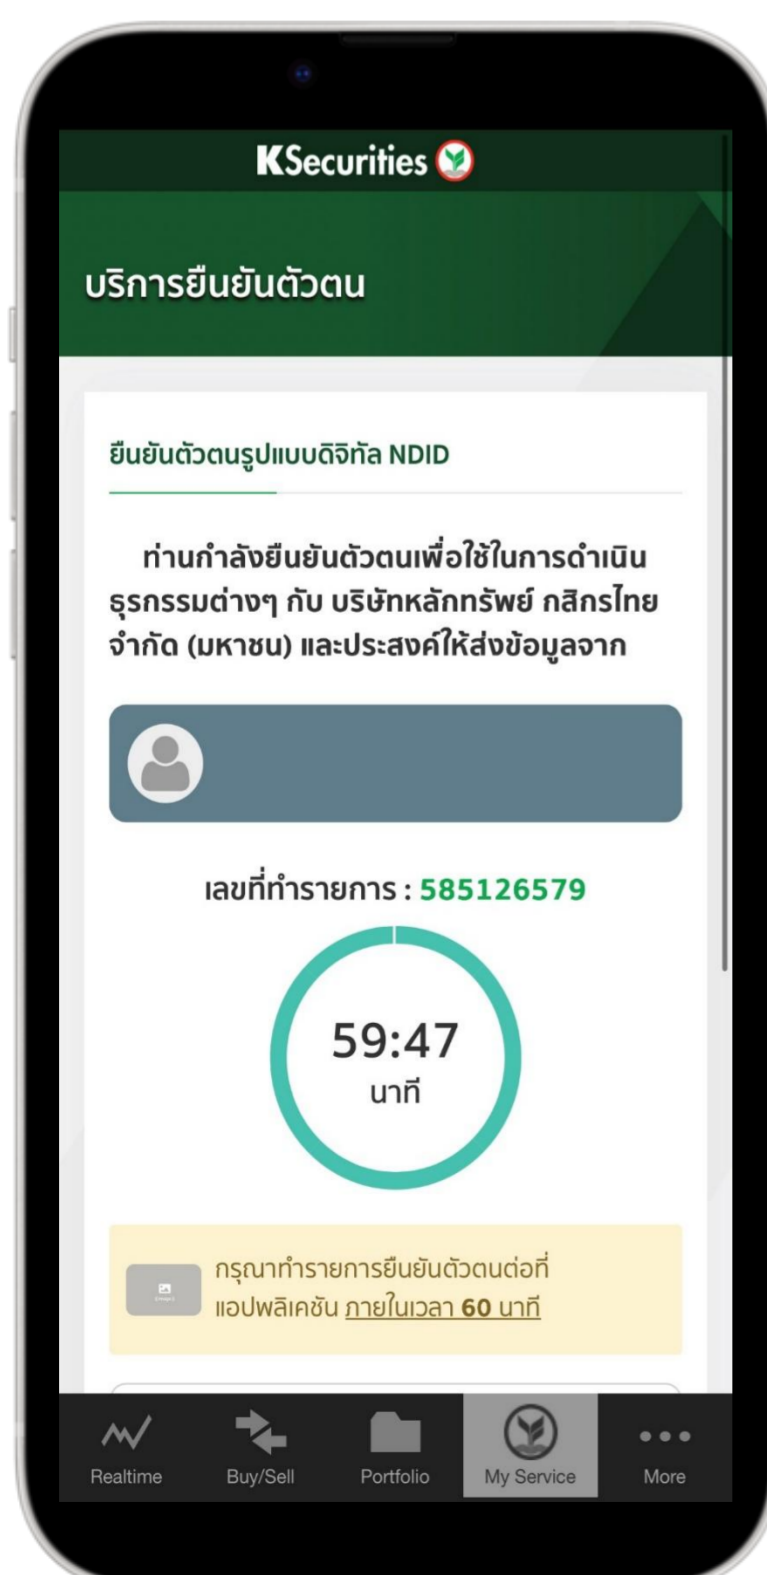 KSecurities
บริการยืนยันตัวตน
ยืนยันตัวตนรูปแบบดิจิทัล NDID
ท่านกำลังยืนยันตัวตนเพื่อใช้ในการดำเนิน
ธุรกรรมต่างๆ กับ บริษัทหลักทรัพย์ กสิกรไทย
จำกัด (มหาชน) และประสงค์ให้ส่งข้อมูลจาก
เลขที่ทำรายการ : 585126579
59:47
นาที
กรุณาทำรายการยืนยันตัวตนต่อที่
แอปพลิเคชัน ภายในเวลา 60 นาที
Realtime Buy/Sell Portfolio My Service More